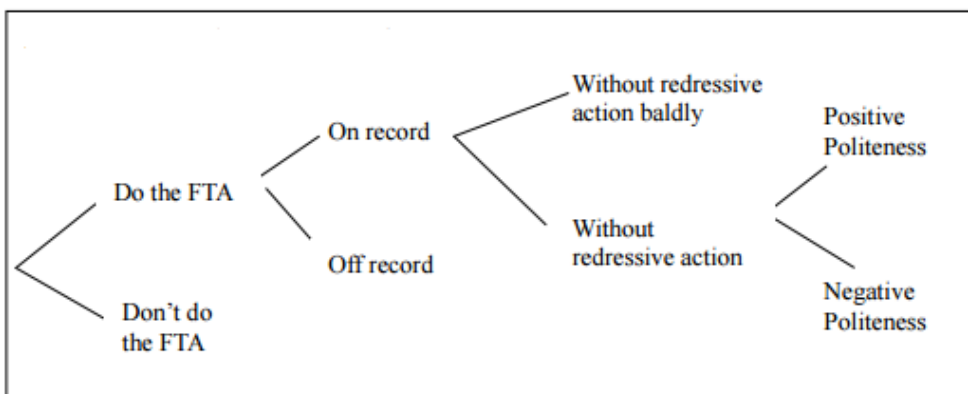 Without redressive
action baldly
Positive
Politeness
On record
Do the FTA
Without
redressive action
Off record
Negative
Politeness
Don't do
the FTA